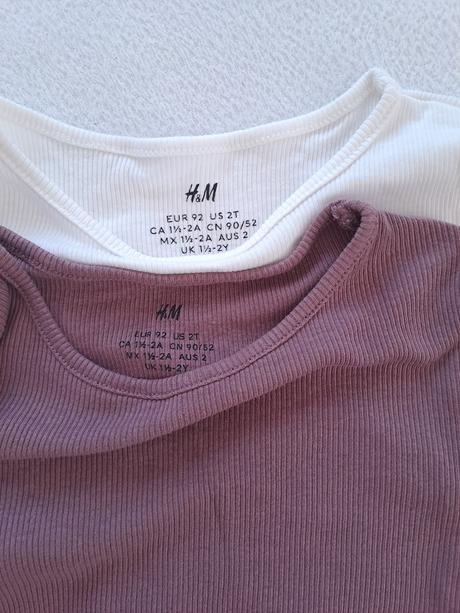 H&M
EUR 92 US 2T
CA 1½-2A CN 90/52
MX 1½-2A AUS 2
UK 1½-2Y
H&M
EUR 92 US 2T
CA 1½-2A CN 90/52
MX 1½-2A AUS 2
UK 1½-2Y